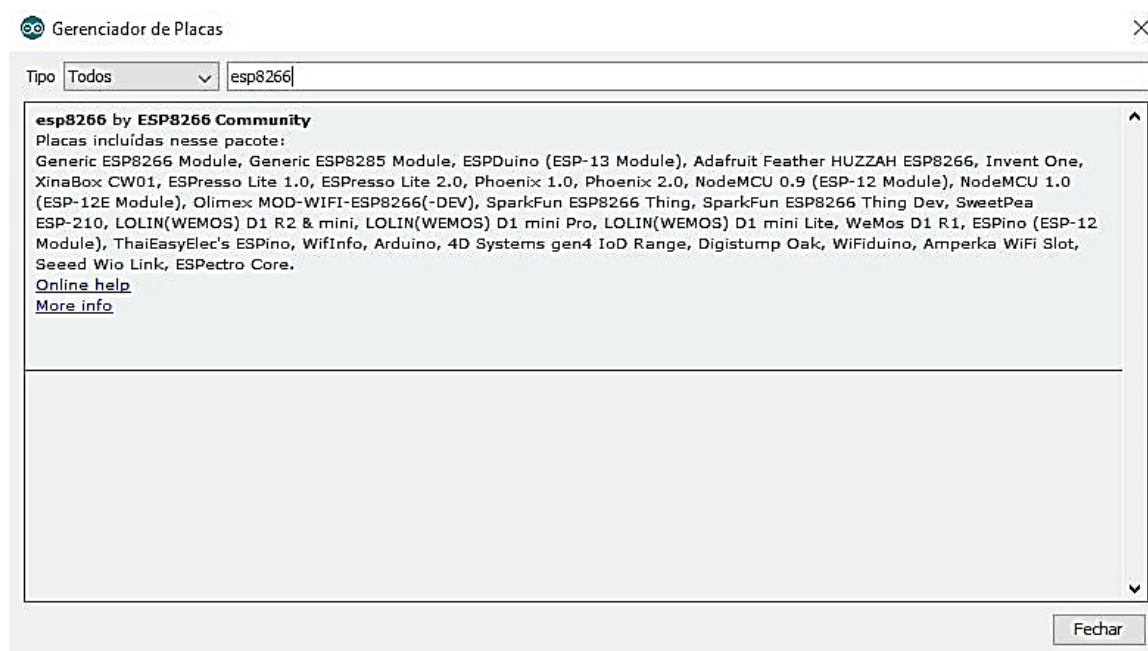 Gerenciador de Placas
Tipo Todos esp8266
esp8266 by ESP8266 Community
Placas incluídas nesse pacote:
Generic ESP8266 Module, Generic ESP8285 Module, ESPDuino (ESP-13 Module), Adafruit Feather HUZZAH ESP8266, Invent One,
XinaBox CW01, ESPresso Lite 1.0, ESPresso Lite 2.0, Phoenix 1.0, Phoenix 2.0, NodeMCU 0.9 (ESP-12 Module), NodeMCU 1.0
(ESP-12E Module), Olimex MOD-WIFI-ESP8266(-DEV), SparkFun ESP8266 Thing, SparkFun ESP8266 Thing Dev, SweetPea
ESP-210, LOLIN(WEMOS) D1 R2 & mini, LOLIN(WEMOS) D1 mini Pro, LOLIN(WEMOS) D1 mini Lite, WeMos D1 R1, ESPino (ESP-12
Module), ThaiEasyElec's ESPino, WifInfo, Arduino, 4D Systems gen4 IoD Range, Digistump Oak, WiFiduino, Amperka WiFi Slot,
Seeed Wio Link, ESPectro Core.
Online help
More info
Fechar